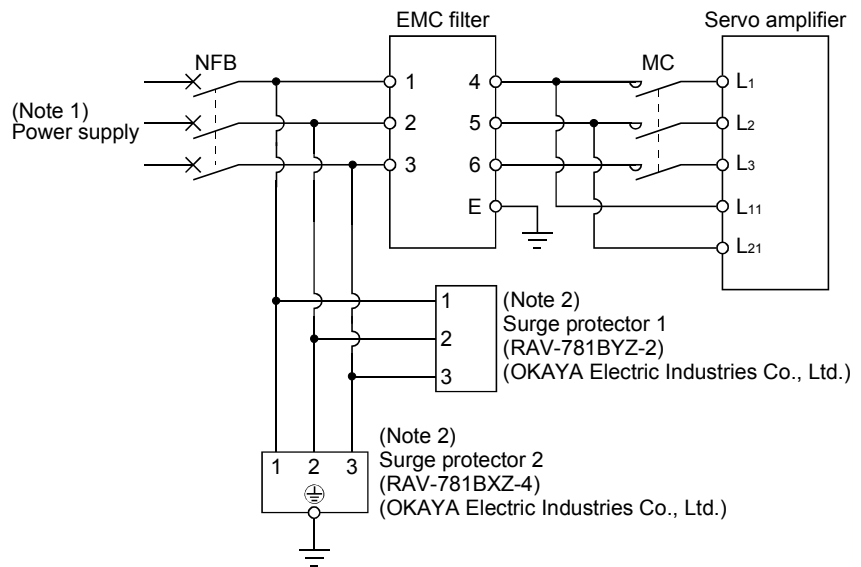 EMC filter
Servo amplifier
NFB
MC
(Note 1)
Power supply
1
2
3
4
5
6
E
L1
L2
L3
L11
L21
1
2
3
(Note 2)
Surge protector 1
(RAV-781BYZ-2)
(OKAYA Electric Industries Co., Ltd.)
1 2 3
(Note 2)
Surge protector 2
(RAV-781BXZ-4)
(OKAYA Electric Industries Co., Ltd.)